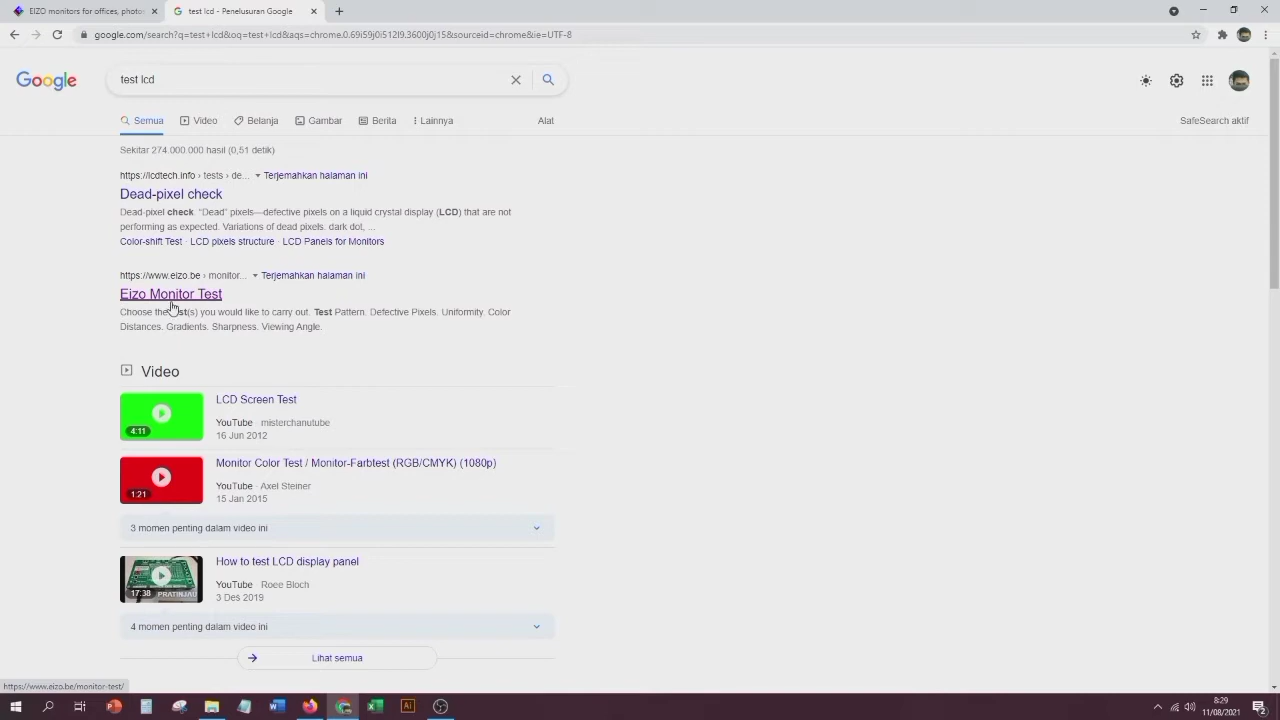 EIZO monitors for offices, photos
test lcd - Penelusuran Google
google.com/search?q=test+lcd&oq=test+lcd&aqs=chrome.0.69i59j0i512l9.3600j0j15&sourceid=chrome&ie=UTF-8
Google
test lcd
Semua
Video
Belanja
Gambar
Berita
Lainnya
Alat
SafeSearch aktif
Sekitar 274.000.000 hasil (0,51 detik)
https://lcdtech.info › tests › de... Terjemahkan halaman ini
Dead-pixel check
Dead-pixel check “Dead” pixels—defective pixels on a liquid crystal display (LCD) that are not
performing as expected. Variations of dead pixels. dark dot, ...
Color-shift Test · LCD pixels structure · LCD Panels for Monitors
https://www.eizo.be › monitor... Terjemahkan halaman ini
Eizo Monitor Test
Choose the test(s) you would like to carry out. Test Pattern. Defective Pixels. Uniformity. Color
Distances. Gradients. Sharpness. Viewing Angle.
Video
LCD Screen Test
YouTube · misterchanutube
4:11
16 Jun 2012
Monitor Color Test / Monitor-Farbtest (RGB/CMYK) (1080p)
YouTube · Axel Steiner
1:21
15 Jan 2015
3 momen penting dalam video ini
How to test LCD display panel
YouTube · Roee Bloch
17:38
PRATINJAU
3 Des 2019
4 momen penting dalam video ini
Lihat semua
https://www.eizo.be/monitor-test/
8:29
11/08/2021
2